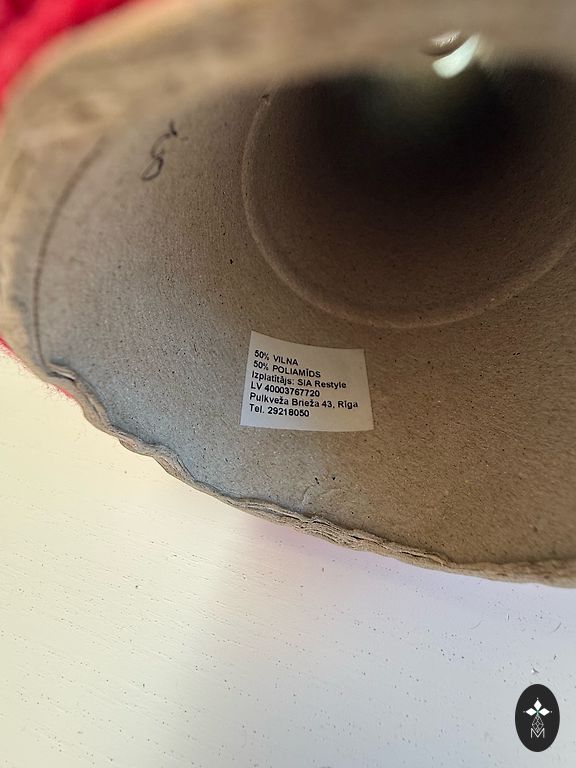 50% VILNA
50% POLIAMĪDS
Izplatītājs: SIA Restyle
LV 40003767720
Pulkveža Brieža 43, Rīga
Tel. 29218050
M